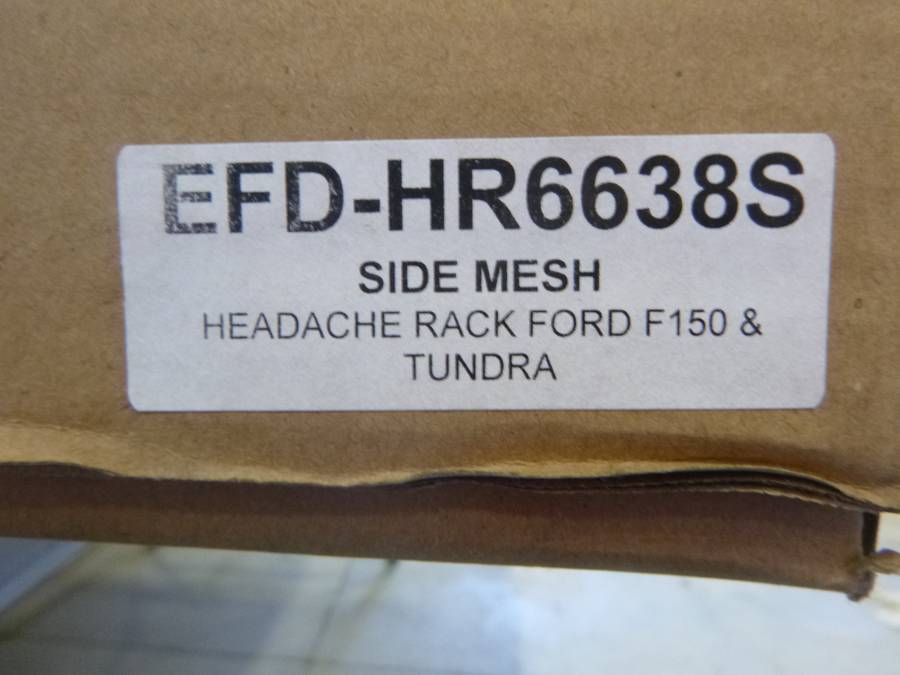 EFD-HR6638S
SIDE MESH
HEADACHE RACK FORD F150 &
TUNDRA